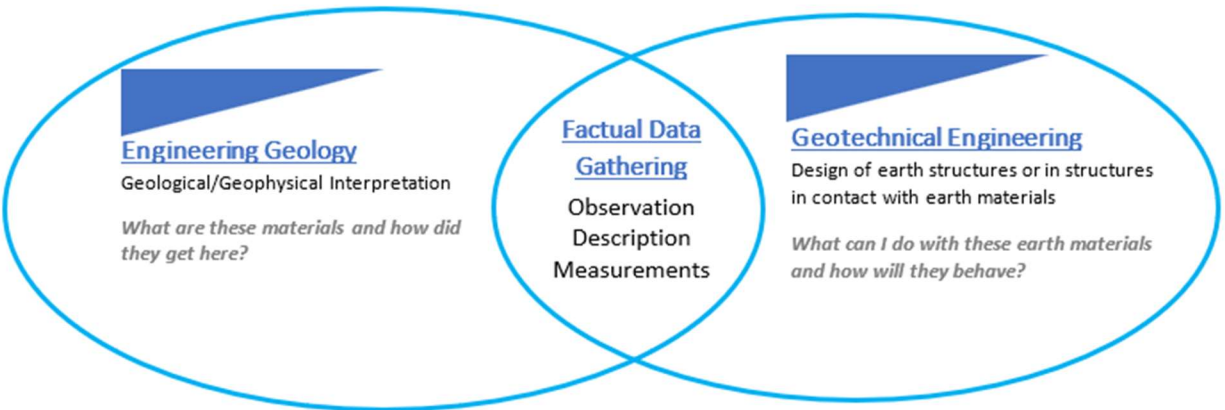 Engineering Geology
Geological/Geophysical Interpretation
What are these materials and how did
they get here?
Factual Data
Gathering
Observation
Description
Measurements
Geotechnical Engineering
Design of earth structures or in structures
in contact with earth materials
What can I do with these earth materials
and how will they behave?